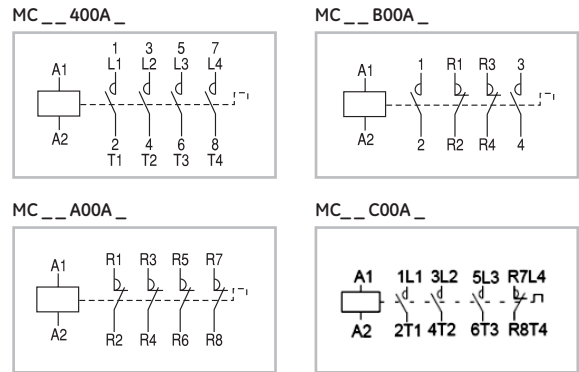 MC _ _ 400A _
A1
1 3 5 7
L1 L2 L3 L4
A2
2 4 6 8
T1 T2 T3 T4
MC _ _ B00A _
A1
1 R1 R3 3
A2
2 R2 R4 4
MC _ _ A00A _
A1
R1 R3 R5 R7
A2
R2 R4 R6 R8
MC_ _ C00A _
A1 1L1 3L2 5L3 R7L4
A2 2T1 4T2 6T3 R8T4